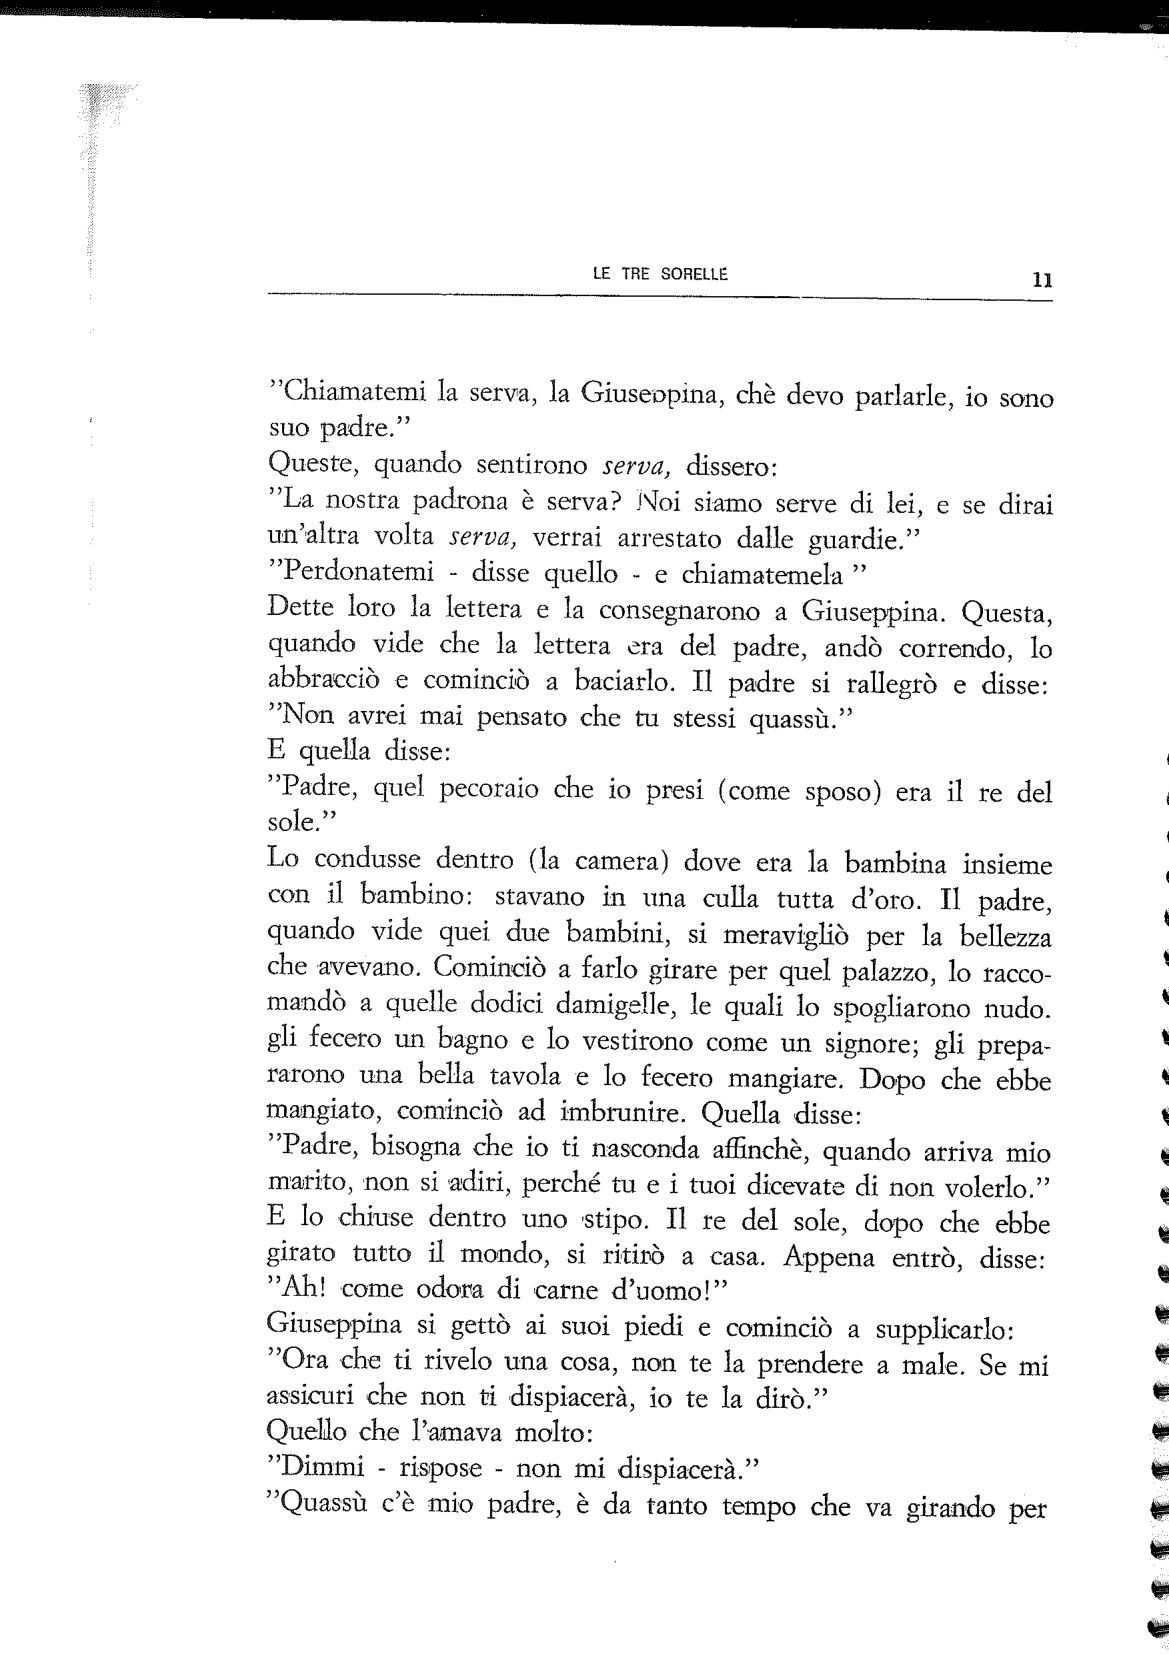 LE TRE SORELLE 11
”Chiamatemi la serva, la Giuseppina, chè devo parlarle, io sono
suo padre.”
Queste, quando sentirono serva, dissero:
”La nostra padrona è serva? Noi siamo serve di lei, e se dirai
un'altra volta serva, verrai arrestato dalle guardie.”
”Perdonatemi - disse quello - e chiamatemela ”
Dette loro la lettera e la consegnarono a Giuseppina. Questa,
quando vide che la lettera era del padre, andò correndo, lo
abbracciò e cominciò a baciarlo. Il padre si rallegrò e disse:
”Non avrei mai pensato che tu stessi quassù.”
E quella disse:
”Padre, quel pecoraio che io presi (come sposo) era il re del
sole.”
Lo condusse dentro (la camera) dove era la bambina insieme
con il bambino: stavano in una culla tutta d'oro. Il padre,
quando vide quei due bambini, si meravigliò per la bellezza
che avevano. Cominciò a farlo girare per quel palazzo, lo racco-
mandò a quelle dodici damigelle, le quali lo spogliarono nudo.
gli fecero un bagno e lo vestirono come un signore; gli prepa-
rarono una bella tavola e lo fecero mangiare. Dopo che ebbe
mangiato, cominciò ad imbrunire. Quella disse:
”Padre, bisogna che io ti nasconda affinchè, quando arriva mio
marito, non si adiri, perché tu e i tuoi dicevate di non volerlo.”
E lo chiuse dentro uno stipo. Il re del sole, dopo che ebbe
girato tutto il mondo, si ritirò a casa. Appena entrò, disse:
”Ah! come odora di carne d'uomo!”
Giuseppina si gettò ai suoi piedi e cominciò a supplicarlo:
”Ora che ti rivelo una cosa, non te la prendere a male. Se mi
assicuri che non ti dispiacerà, io te la dirò.”
Quello che l'amava molto:
”Dimmi - rispose - non mi dispiacerà.”
”Quassù c'è mio padre, è da tanto tempo che va girando per